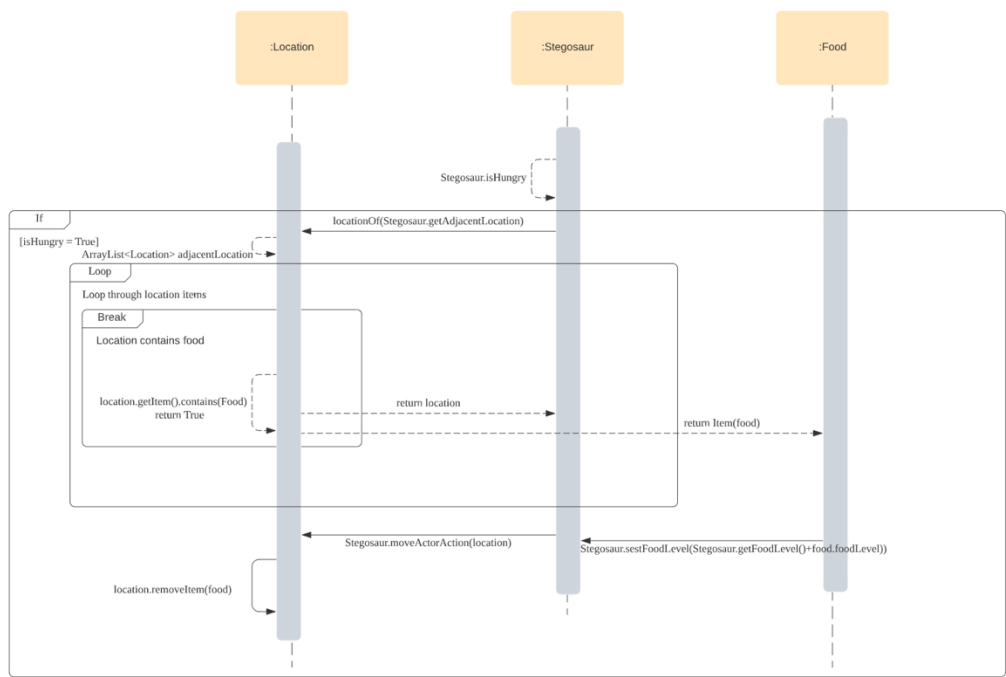 :Location
:Stegosaur
:Food
Stegosaur.isHungry
If
locationOf(Stegosaur.getAdjacentLocation)
[isHungry = True]
ArrayList<Location> adjacentLocation
Loop
Loop through location items
Break
Location contains food
location.getItem().contains(Food)
return True
return location
return Item(food)
Stegosaur.moveActorAction(location)
Stegosaur.sestFoodLevel(Stegosaur.getFoodLevel()+food.foodLevel))
location.removeItem(food)